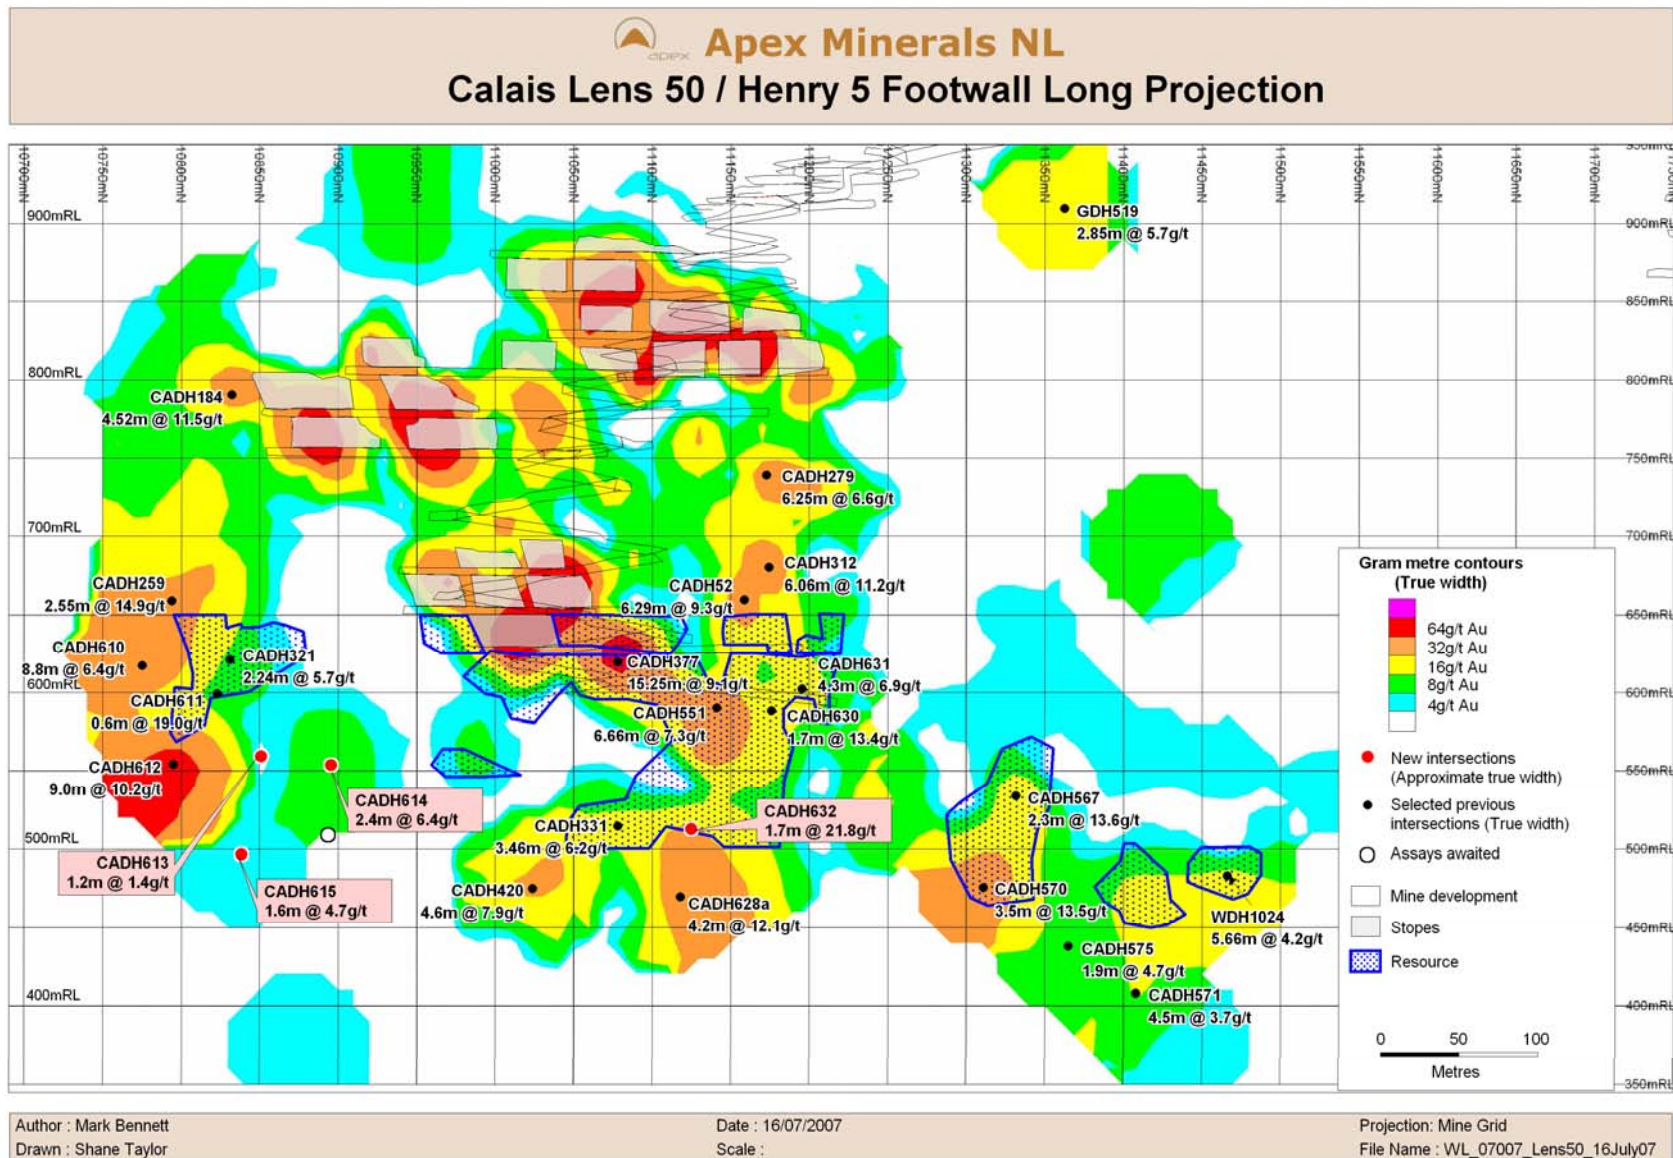 apex
Apex Minerals NL
Calais Lens 50 / Henry 5 Footwall Long Projection
10700mN
10750mN
10800mN
10850mN
10900mN
10950mN
11000mN
11050mN
11100mN
11150mN
11200mN
11250mN
11300mN
11350mN
11400mN
11450mN
11500mN
11550mN
11600mN
11650mN
11700mN
900mRL
900mRL
GDH519
2.85m @ 5.7g/t
850mRL
800mRL
800mRL
CADH184
4.52m @ 11.5g/t
750mRL
CADH279
6.25m @ 6.6g/t
700mRL
700mRL
CADH259
2.55m @ 14.9g/t
CADH52
6.29m @ 9.3g/t
CADH312
6.06m @ 11.2g/t
650mRL
CADH610
8.8m @ 6.4g/t
CADH321
2.24m @ 5.7g/t
CADH377
15.25m @ 9.1g/t
CADH631
4.3m @ 6.9g/t
600mRL
600mRL
CADH611
0.6m @ 19.0g/t
CADH551
6.66m @ 7.3g/t
CADH630
1.7m @ 13.4g/t
CADH612
9.0m @ 10.2g/t
550mRL
CADH614
2.4m @ 6.4g/t
CADH632
1.7m @ 21.8g/t
CADH567
2.3m @ 13.6g/t
CADH331
3.46m @ 6.2g/t
500mRL
500mRL
CADH613
1.2m @ 1.4g/t
CADH615
1.6m @ 4.7g/t
CADH420
4.6m @ 7.9g/t
CADH628a
4.2m @ 12.1g/t
CADH570
3.5m @ 13.5g/t
WDH1024
5.66m @ 4.2g/t
450mRL
CADH575
1.9m @ 4.7g/t
CADH571
4.5m @ 3.7g/t
400mRL
400mRL
350mRL
Gram metre contours
(True width)
64g/t Au
32g/t Au
16g/t Au
8g/t Au
4g/t Au
New intersections
(Approximate true width)
Selected previous
intersections (True width)
Assays awaited
Mine development
Stopes
Resource
0 50 100
Metres
Author : Mark Bennett
Date : 16/07/2007
Projection: Mine Grid
Drawn : Shane Taylor
Scale :
File Name : WL_07007_Lens50_16July07